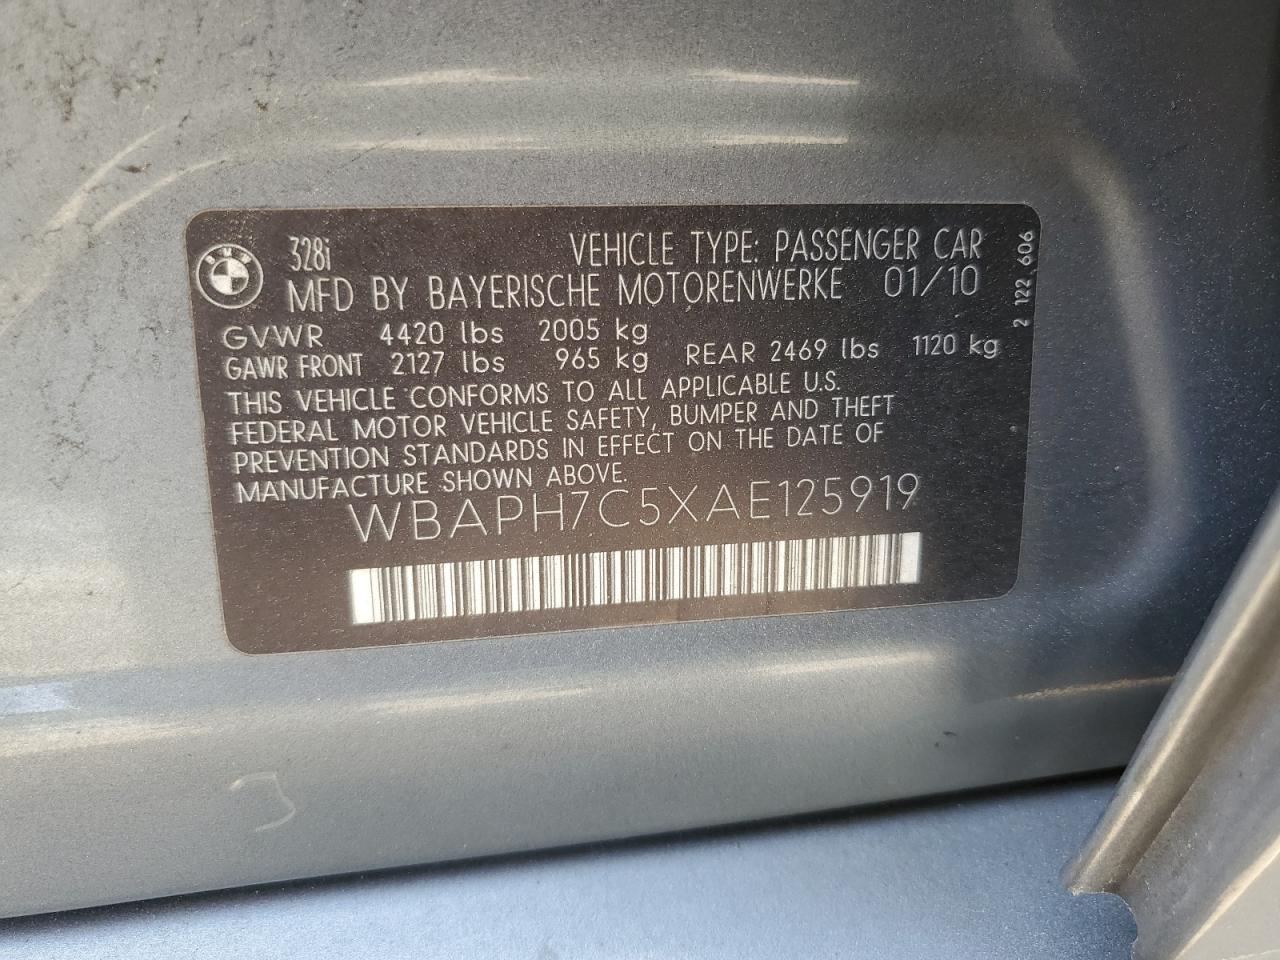 BMW
328i VEHICLE TYPE: PASSENGER CAR
MFD BY BAYERISCHE MOTORENWERKE 01/10
GVWR 4420 lbs 2005 kg
GAWR FRONT 2127 lbs 965 kg REAR 2469 lbs 1120 kg
THIS VEHICLE CONFORMS TO ALL APPLICABLE U.S.
FEDERAL MOTOR VEHICLE SAFETY, BUMPER AND THEFT
PREVENTION STANDARDS IN EFFECT ON THE DATE OF
MANUFACTURE SHOWN ABOVE.
WBAPH7C5XAE125919
2 122 606